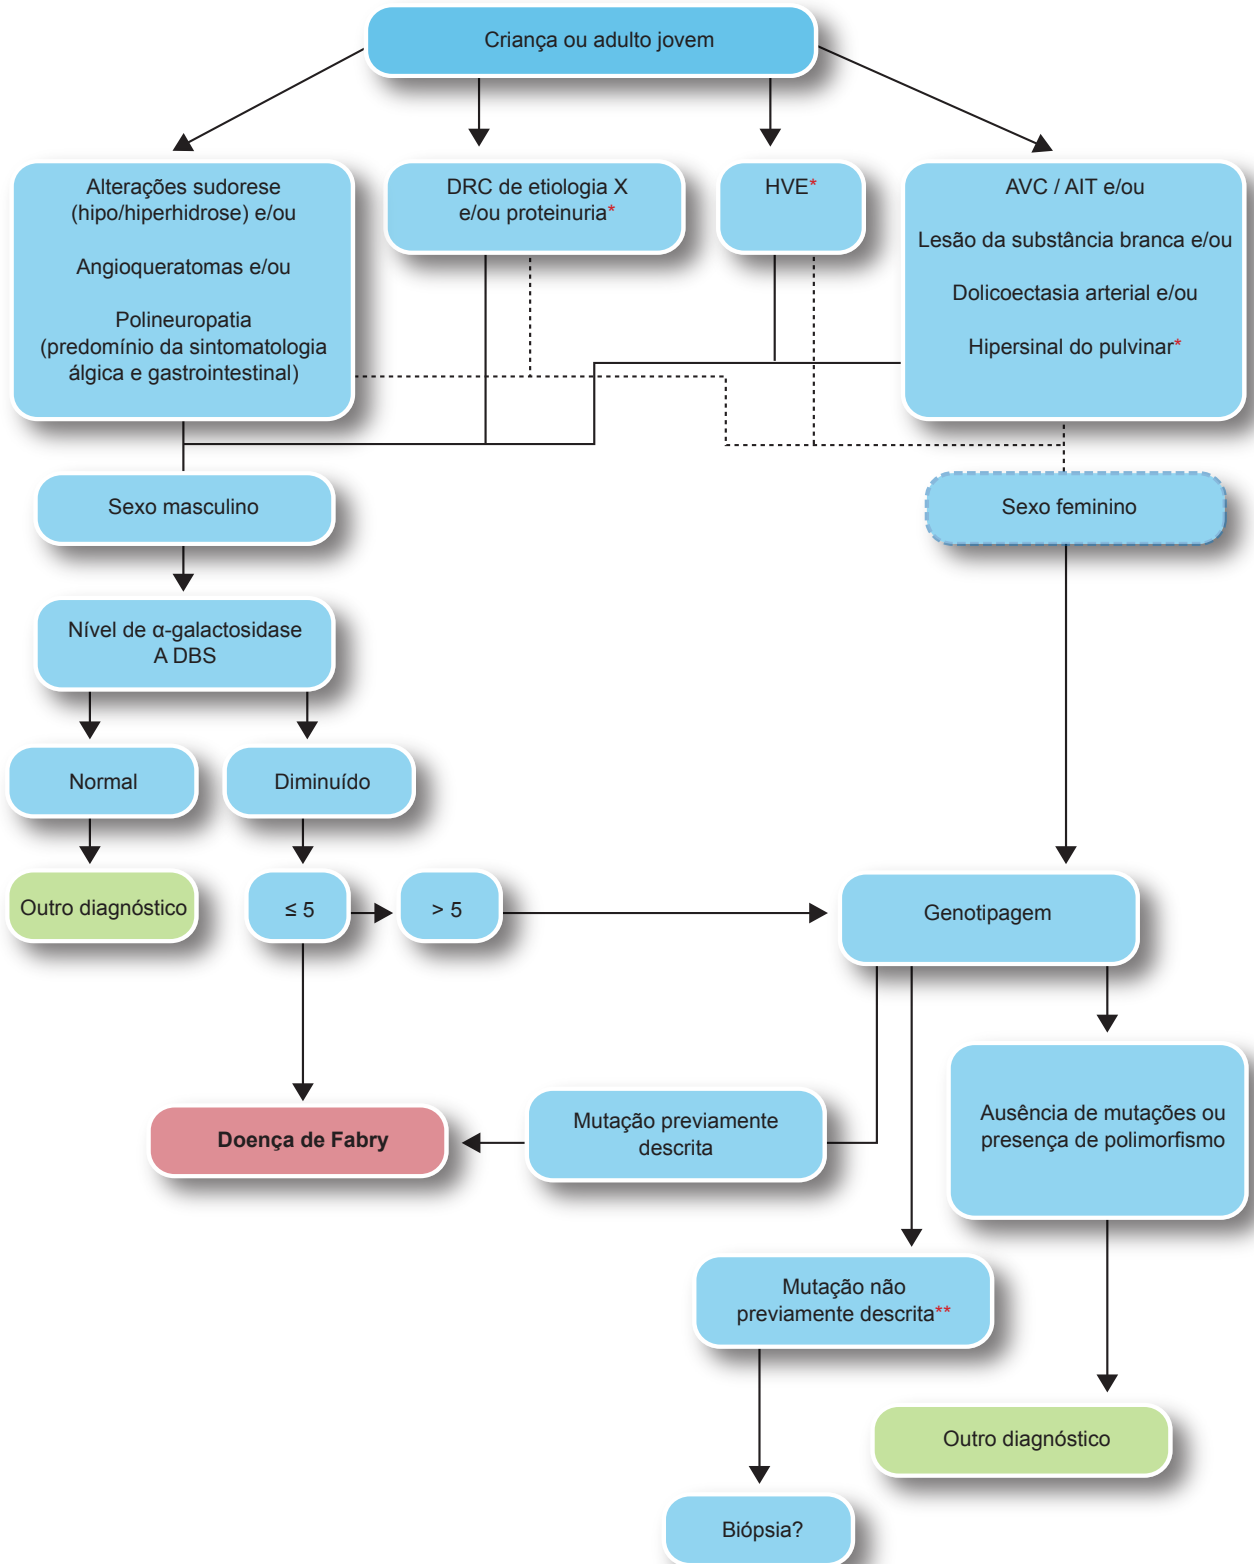 Criança ou adulto jovem
Alterações sudorese
(hipo/hiperhidrose) e/ou
Angioqueratomas e/ou
Polineuropatia
(predomínio da sintomatologia
álgica e gastrointestinal)
DRC de etiologia X
e/ou proteinuria*
HVE*
AVC / AIT e/ou
Lesão da substância branca e/ou
Dolicoectasia arterial e/ou
Hipersinal do pulvinar*
Sexo masculino
Sexo feminino
Nível de α-galactosidase
A DBS
Normal
Diminuído
Outro diagnóstico
≤ 5
> 5
Genotipagem
Doença de Fabry
Mutação previamente
descrita
Ausência de mutações ou
presença de polimorfismo
Mutação não
previamente descrita**
Outro diagnóstico
Biópsia?